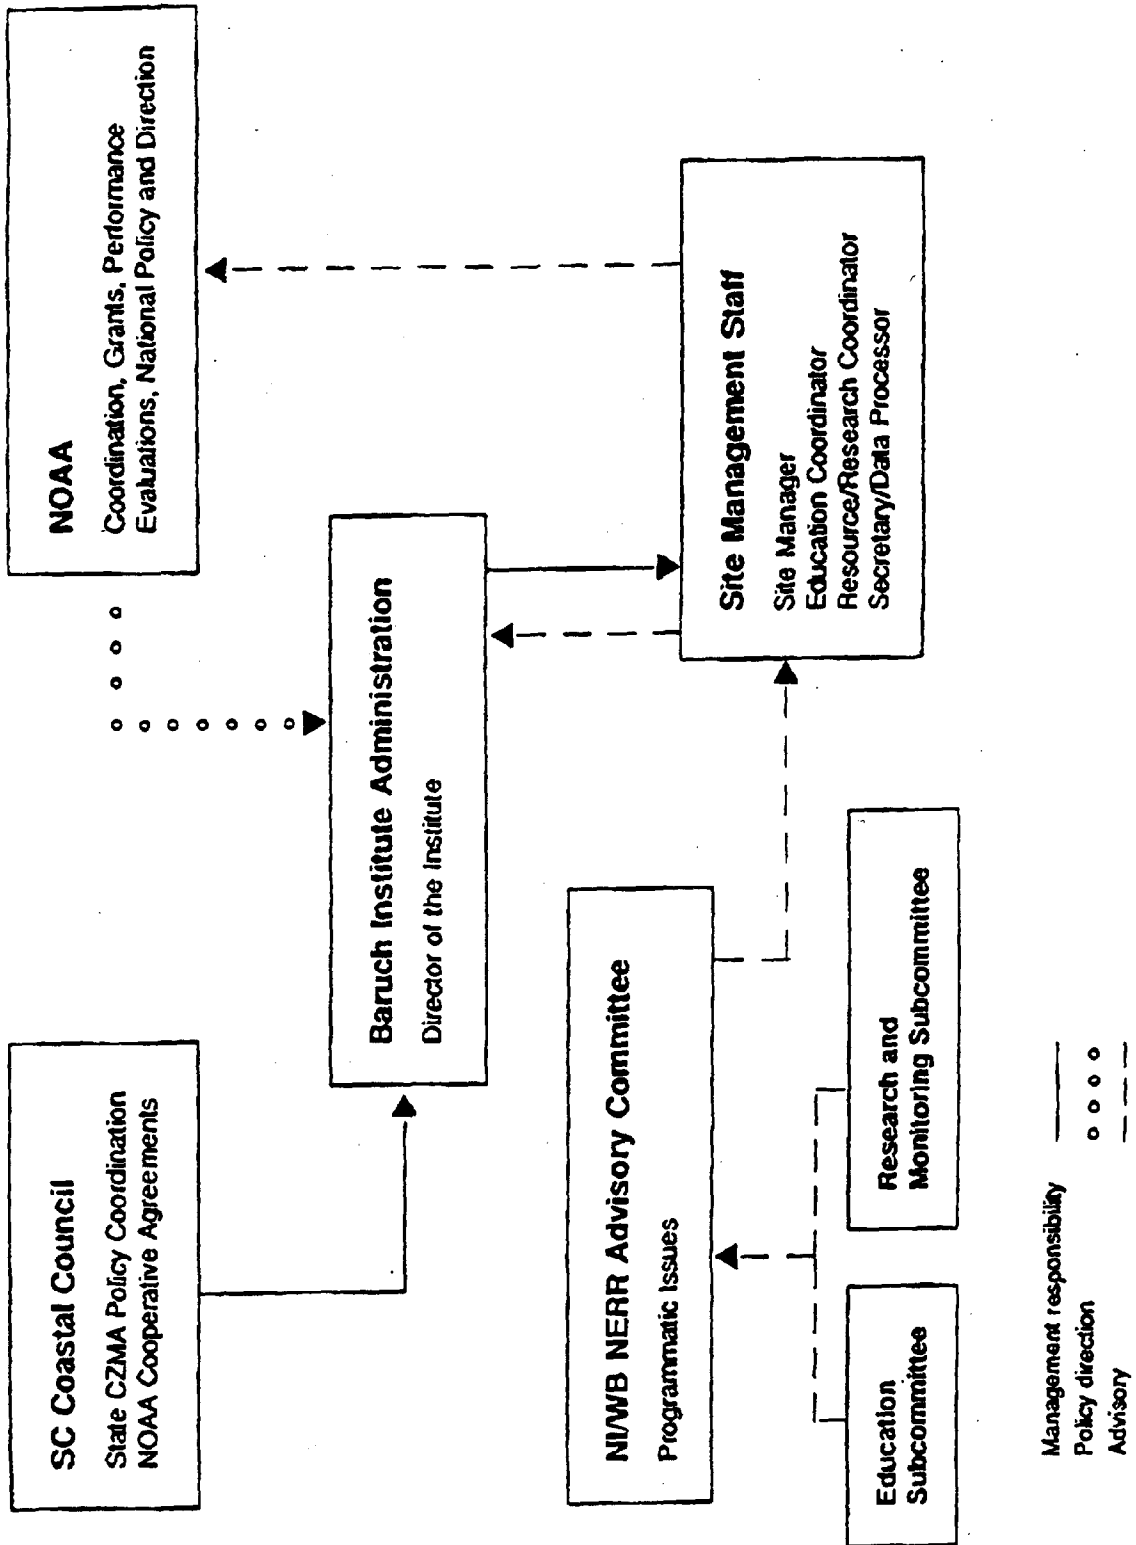 SC Coastal Council
State CZMA Policy Coordination
NOAA Cooperative Agreements
NOAA
Coordination, Grants, Performance
Evaluations, National Policy and Direction
Baruch Institute Administration
Director of the Institute
NI/WB NERR Advisory Committee
Programmatic Issues
Site Management Staff
Site Manager
Education Coordinator
Resource/Research Coordinator
Secretary/Data Processor
Education
Subcommittee
Research and
Monitoring Subcommittee
Management responsibility
Policy direction
Advisory